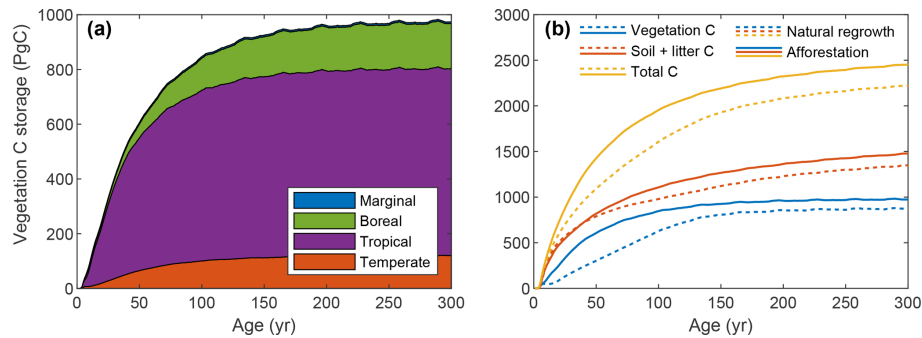 (a)
Vegetation C storage (PgC)
1000
800
600
400
200
0
Marginal
Boreal
Tropical
Temperate
0 50 100 150 200 250 300
Age (yr)
(b)
3000
2500
2000
1500
1000
500
0
Vegetation C
Natural regrowth
Soil + litter C
Afforestation
Total C
0 50 100 150 200 250 300
Age (yr)